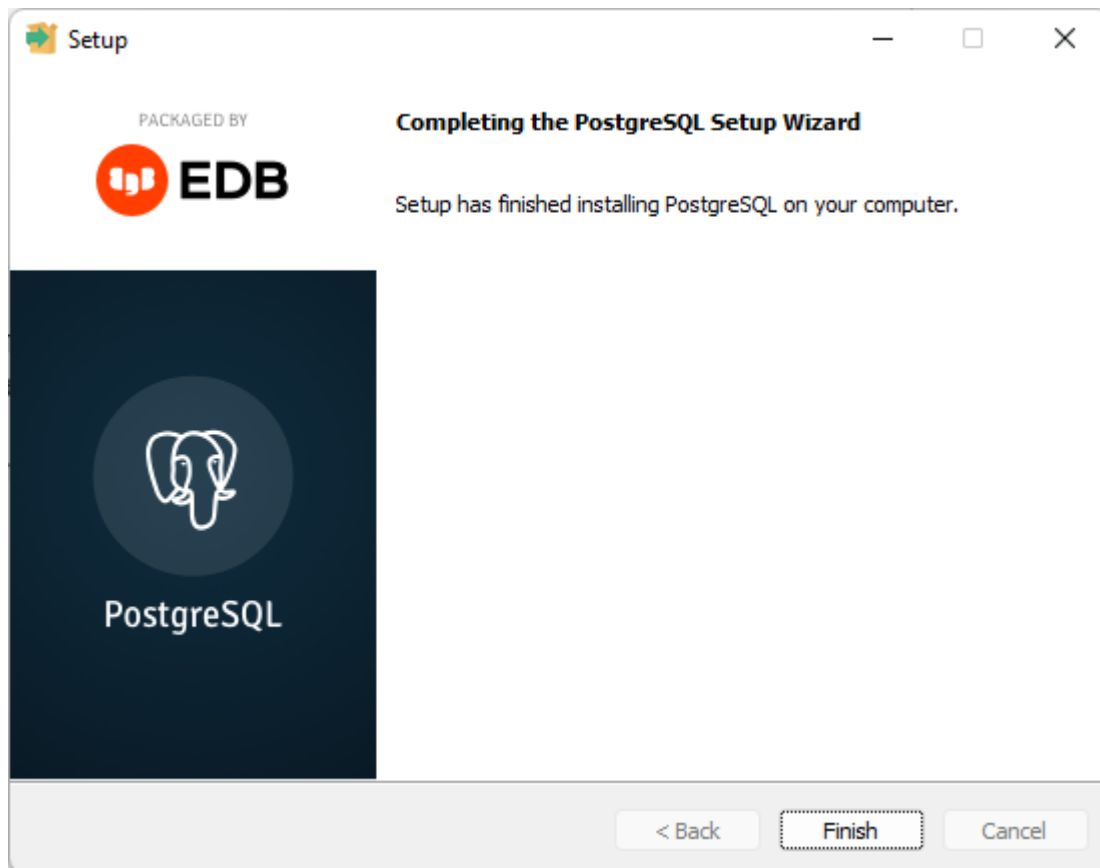 Setup
PACKAGED BY
EDB
Completing the PostgreSQL Setup Wizard
Setup has finished installing PostgreSQL on your computer.
PostgreSQL
< Back
Finish
Cancel